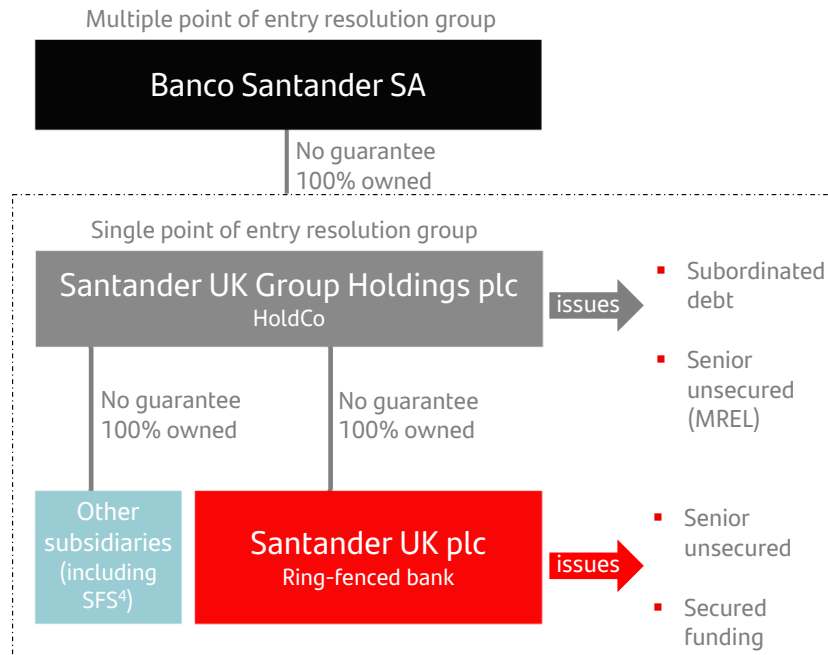 Multiple point of entry resolution group
Banco Santander SA
No guarantee
100% owned
Single point of entry resolution group
Santander UK Group Holdings plc
HoldCo
issues
Subordinated
debt
Senior
unsecured
(MREL)
No guarantee
100% owned
No guarantee
100% owned
Other
subsidiaries
(including
SFS⁴)
Santander UK plc
Ring-fenced bank
issues
Senior
unsecured
Secured
funding